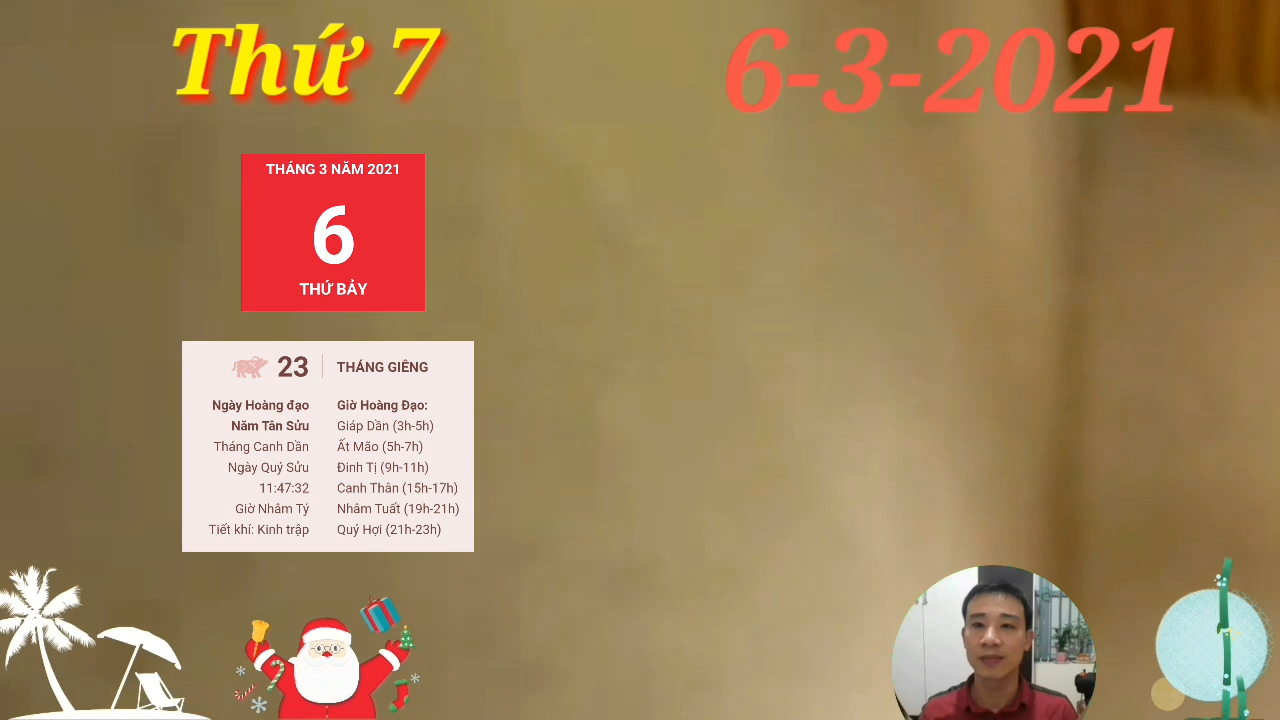 Thứ 7
6-3-2021
THÁNG 3 NĂM 2021
6
THỨ BẢY
23 THÁNG GIÊNG
Ngày Hoàng đạo
Năm Tân Sửu
Tháng Canh Dần
Ngày Quý Sửu
11:47:32
Giờ Nhâm Tý
Tiết khí: Kinh trập
Giờ Hoàng Đạo:
Giáp Dần (3h-5h)
Ất Mão (5h-7h)
Đinh Tị (9h-11h)
Canh Thân (15h-17h)
Nhâm Tuất (19h-21h)
Quý Hợi (21h-23h)